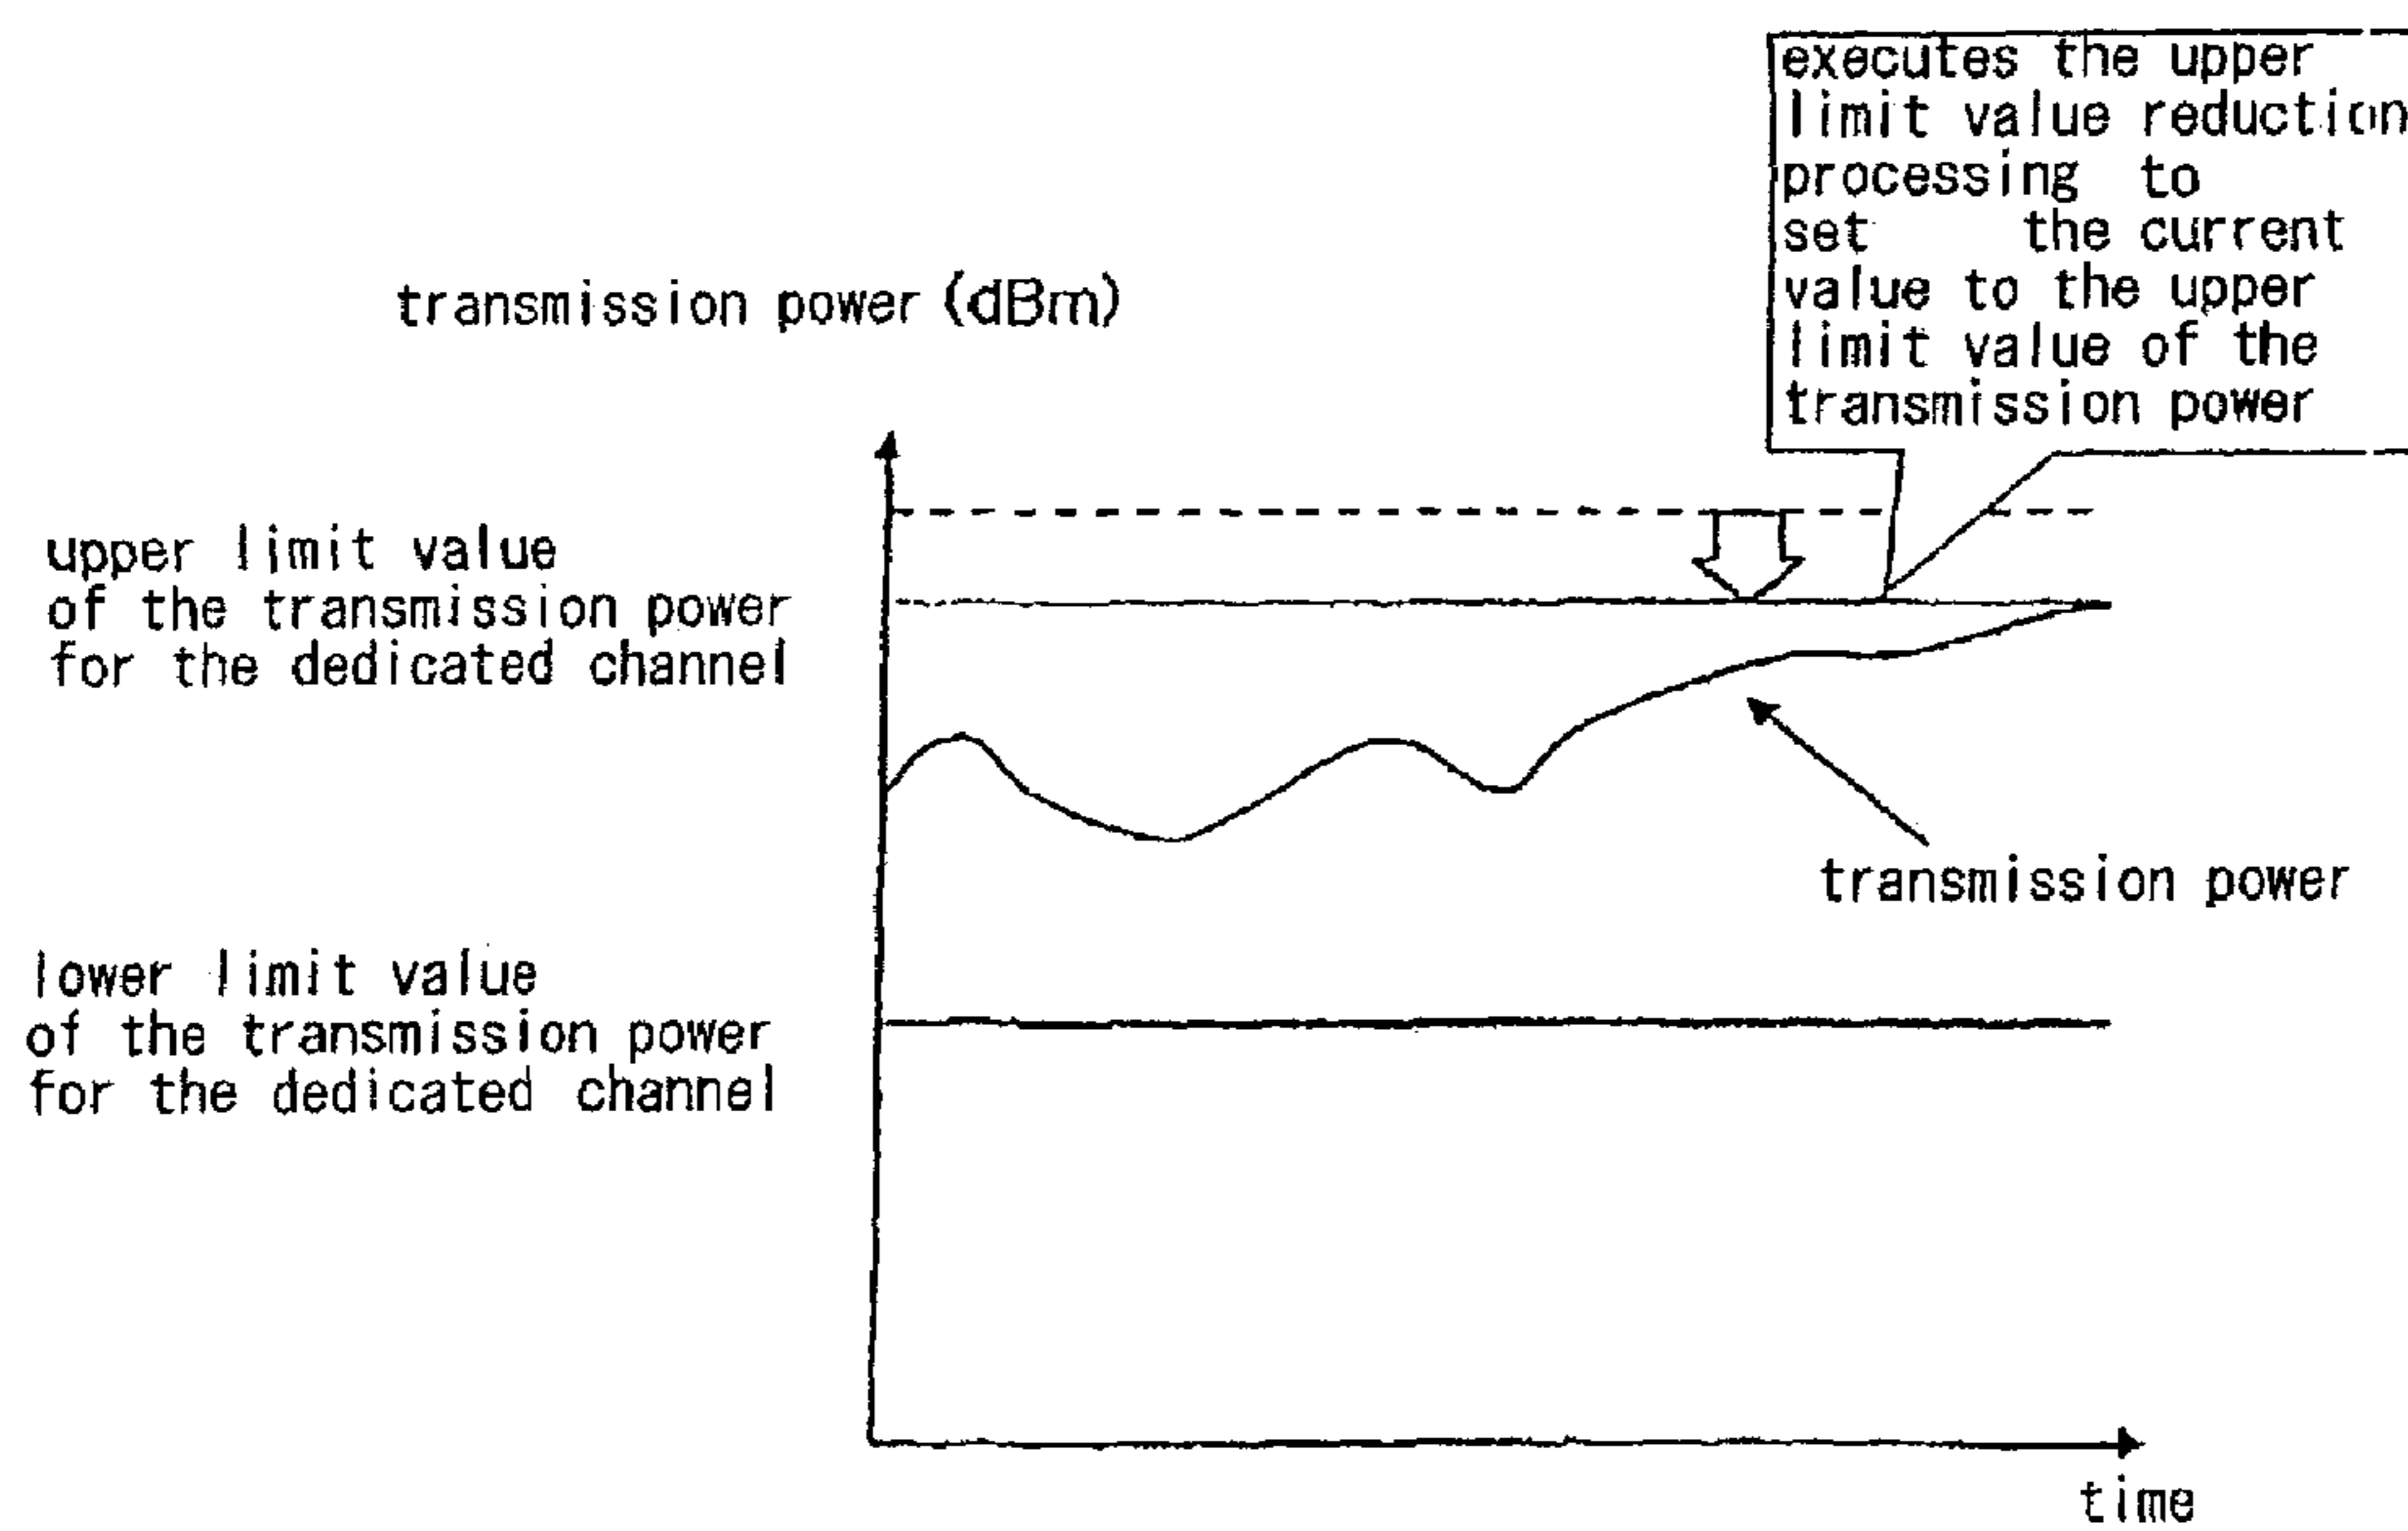 executes the upper
limit value reduction
processing to
set the current
value to the upper
limit value of the
transmission power
transmission power (dBm)
upper limit value
of the transmission power
for the dedicated channel
transmission power
lower limit value
of the transmission power
for the dedicated channel
time